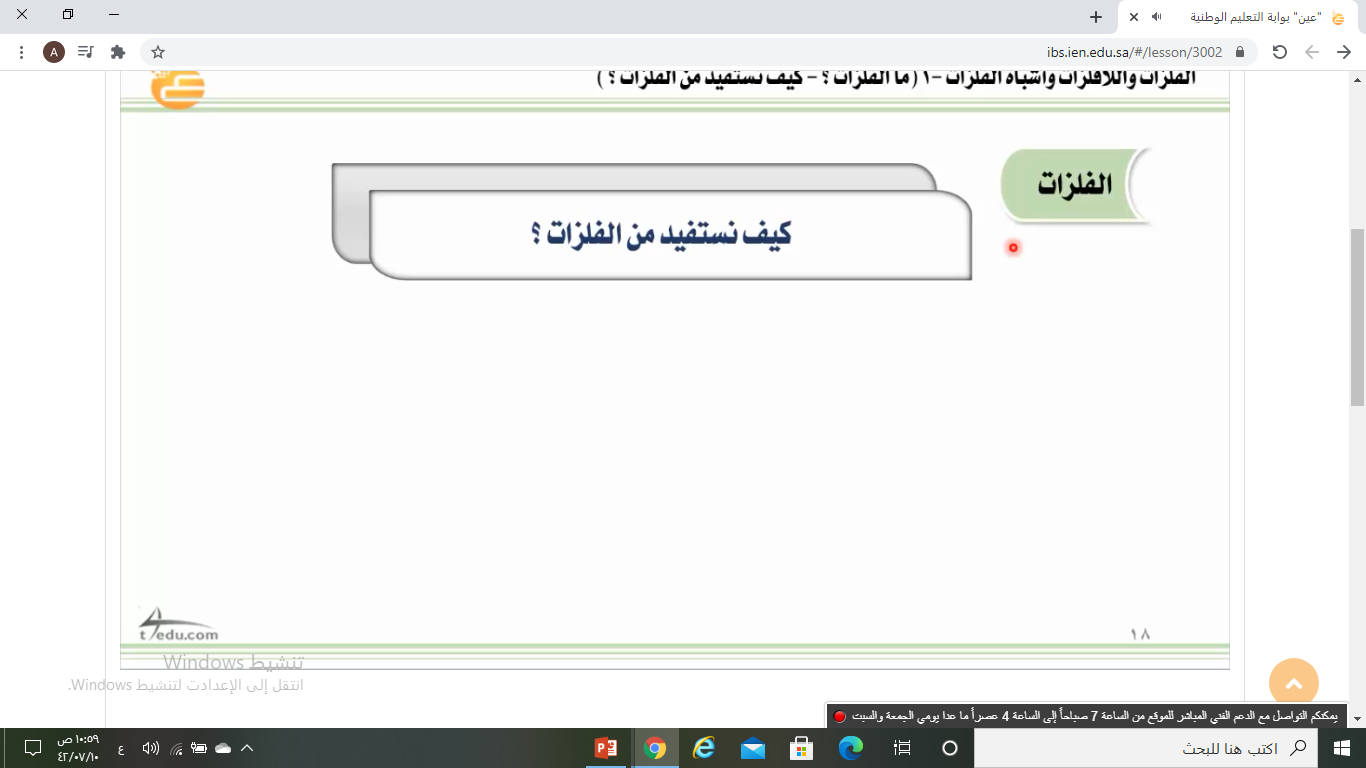 "عين" بوابة التعليم الوطنية
ibs.ien.edu.sa/#/lesson/3002
A
الفلزات واللافلزات وأشباه الفلزات -١ ( ما الفلزات ؟ - كيف نستفيد من الفلزات ؟ )
الفلزات
كيف نستفيد من الفلزات ؟
t4edu.com
١٨
تنشيط Windows
انتقل إلى الإعدادت لتنشيط Windows.
يمكنكم التواصل مع الدعم الفني المباشر للموقع من الساعة 7 صباحاً إلى الساعة 4 عصراً ما عدا يومي الجمعة والسبت
اكتب هنا للبحث
ع
١٠:٥٩ ص
٤٢/٠٧/١٠